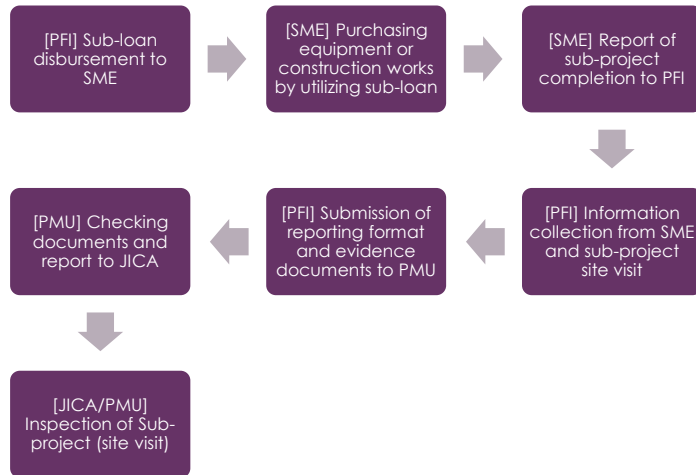 [PFI] Sub-loan
disbursement to
SME
[SME] Purchasing
equipment or
construction works
by utilizing sub-loan
[SME] Report of
sub-project
completion to PFI
[PFI] Information
collection from SME
and sub-project
site visit
[PFI] Submission of
reporting format
and evidence
documents to PMU
[PMU] Checking
documents and
report to JICA
[JICA/PMU]
Inspection of Sub-
project (site visit)